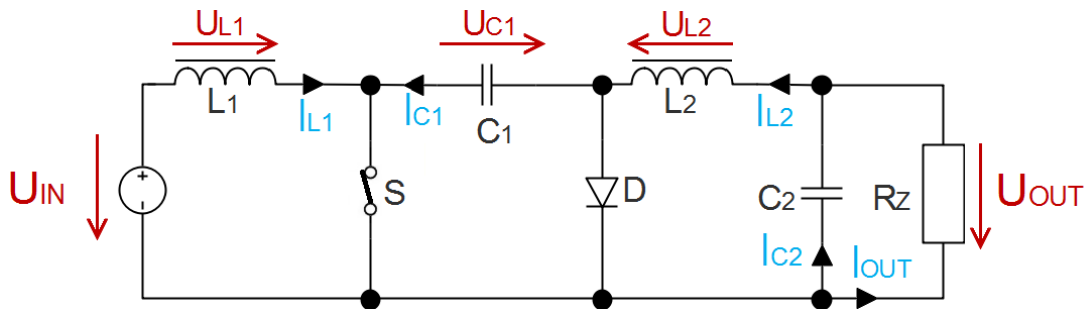 UL1
UC1
UL2
L1
IL1
IC1
C1
L2
IL2
UIN
+
-
S
D
C2
RZ
UOUT
IC2
IOUT